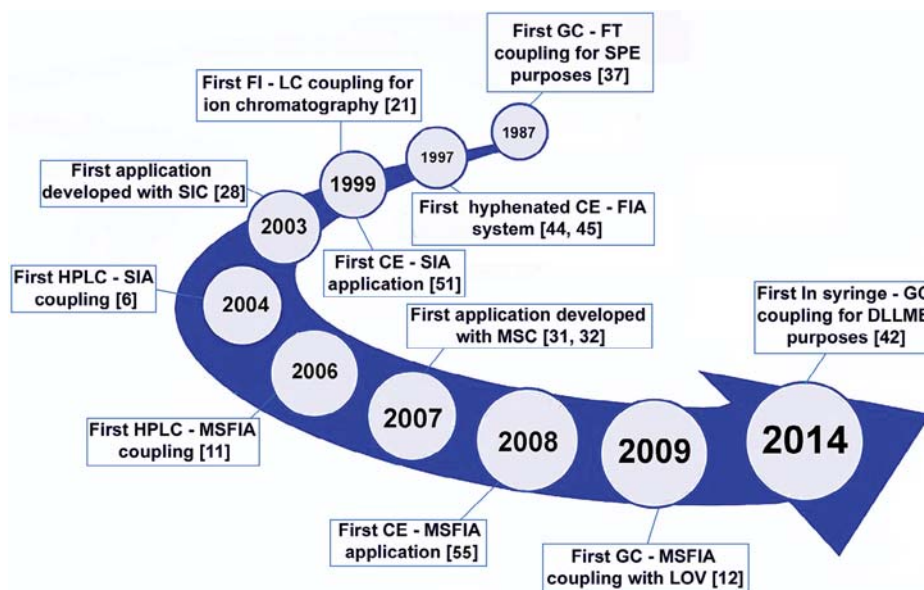 First GC - FT
coupling for SPE
purposes [37]
1987
1997
First hyphenated CE - FIA
system [44, 45]
First FI - LC coupling for
ion chromatography [21]
1999
First CE - SIA
application [51]
First application
developed with SIC [28]
2003
First HPLC - SIA
coupling [6]
2004
2006
First HPLC - MSFIA
coupling [11]
First application developed
with MSC [31, 32]
2007
2008
First CE - MSFIA
application [55]
2009
First GC - MSFIA
coupling with LOV [12]
First In syringe - GC
coupling for DLLME
purposes [42]
2014